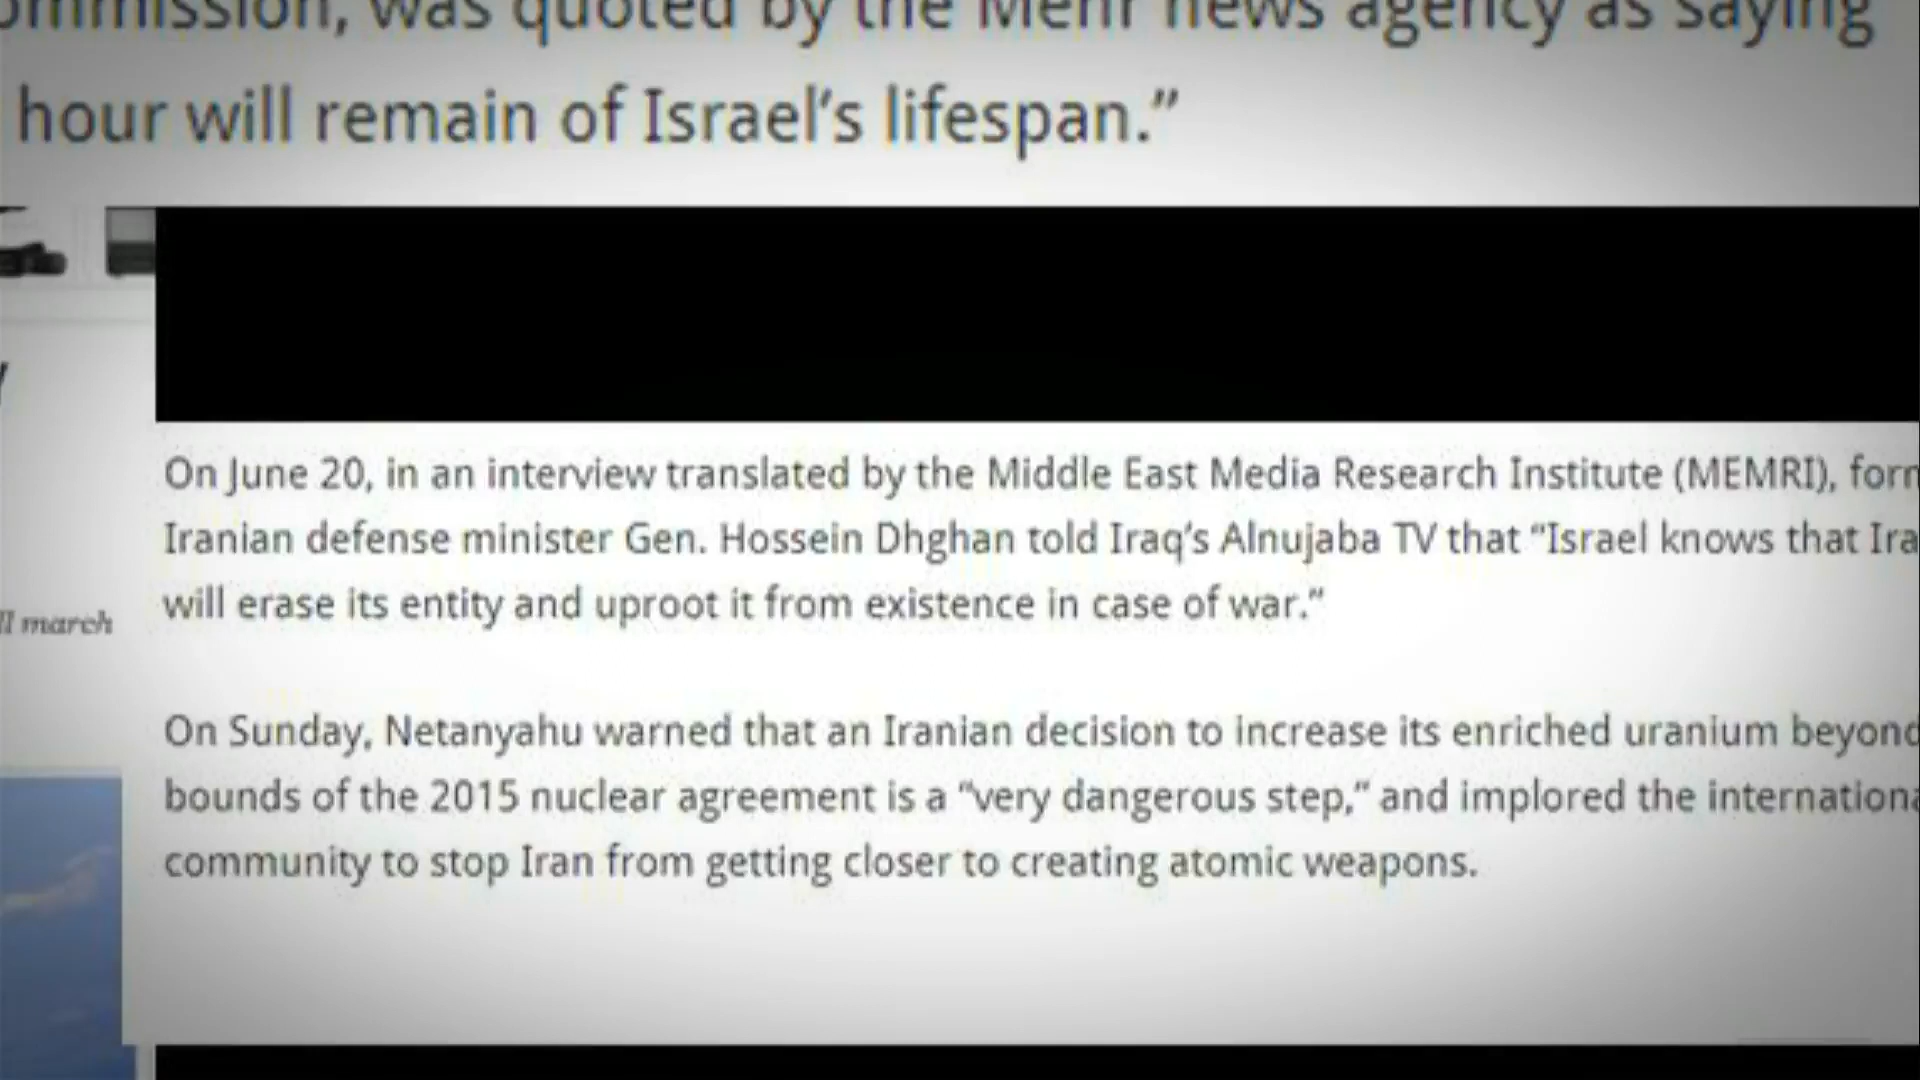 was quoted by the Mehr news agency as saying
hour will remain of Israel’s lifespan.”
On June 20, in an interview translated by the Middle East Media Research Institute (MEMRI),
Iranian defense minister Gen. Hossein Dhghan told Iraq’s Alnujaba TV that “Israel knows that
will erase its entity and uproot it from existence in case of war.”
march
On Sunday, Netanyahu warned that an Iranian decision to increase its enriched uranium beyond
bounds of the 2015 nuclear agreement is a “very dangerous step,” and implored the
community to stop Iran from getting closer to creating atomic weapons.